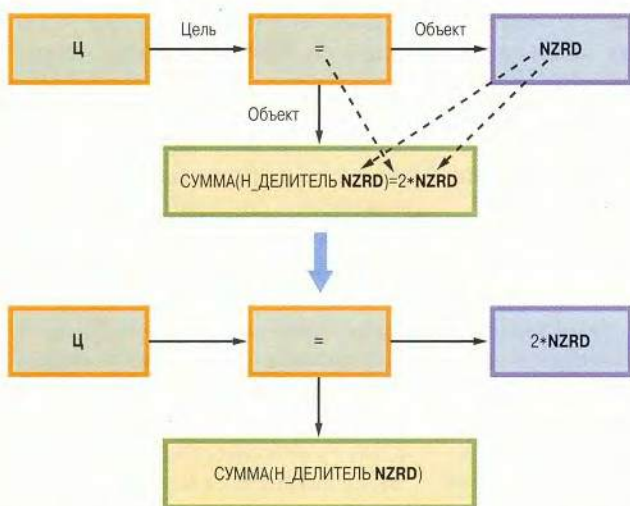 Цель
Объект
Ц
=
NZRD
Объект
СУММА(Н_ДЕЛИТЕЛЬ NZRD)=2*NZRD
Ц
=
2*NZRD
СУММА(Н_ДЕЛИТЕЛЬ NZRD)